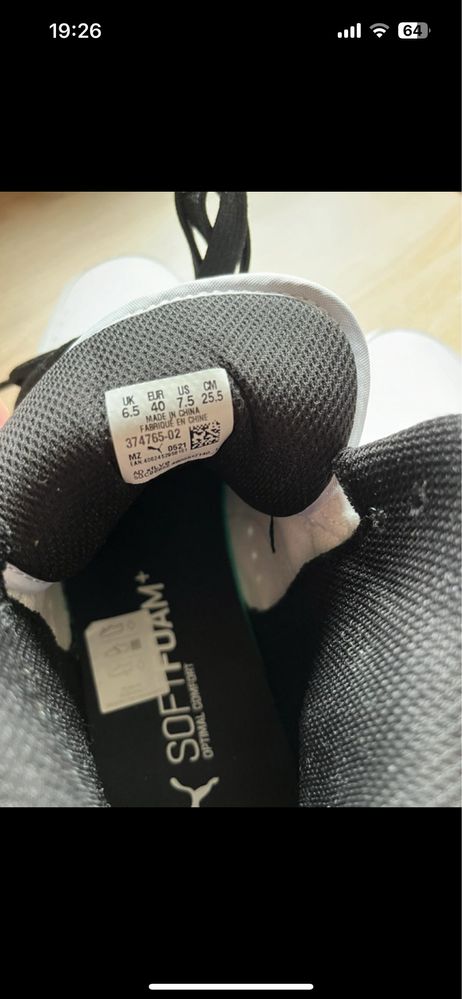 19:26
64
UK EUR US CM
6.5 40 7.5 25.5
MADE IN CHINA
FABRIQUÉ EN CHINE
374765-02
MZ 0521
SOFTFOAM+
OPTIMAL COMFORT